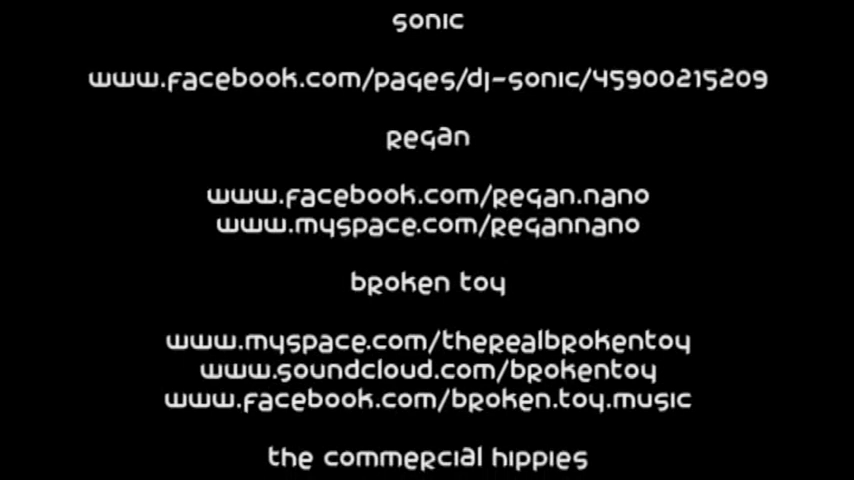 sonic
www.facebook.com/pages/dj-sonic/45900215209
Regan
www.facebook.com/Regan.nano
www.myspace.com/Regannano
Broken Toy
www.myspace.com/therealbrokentoy
www.soundcloud.com/brokentoy
www.facebook.com/broken.toy.music
the commercial hippies